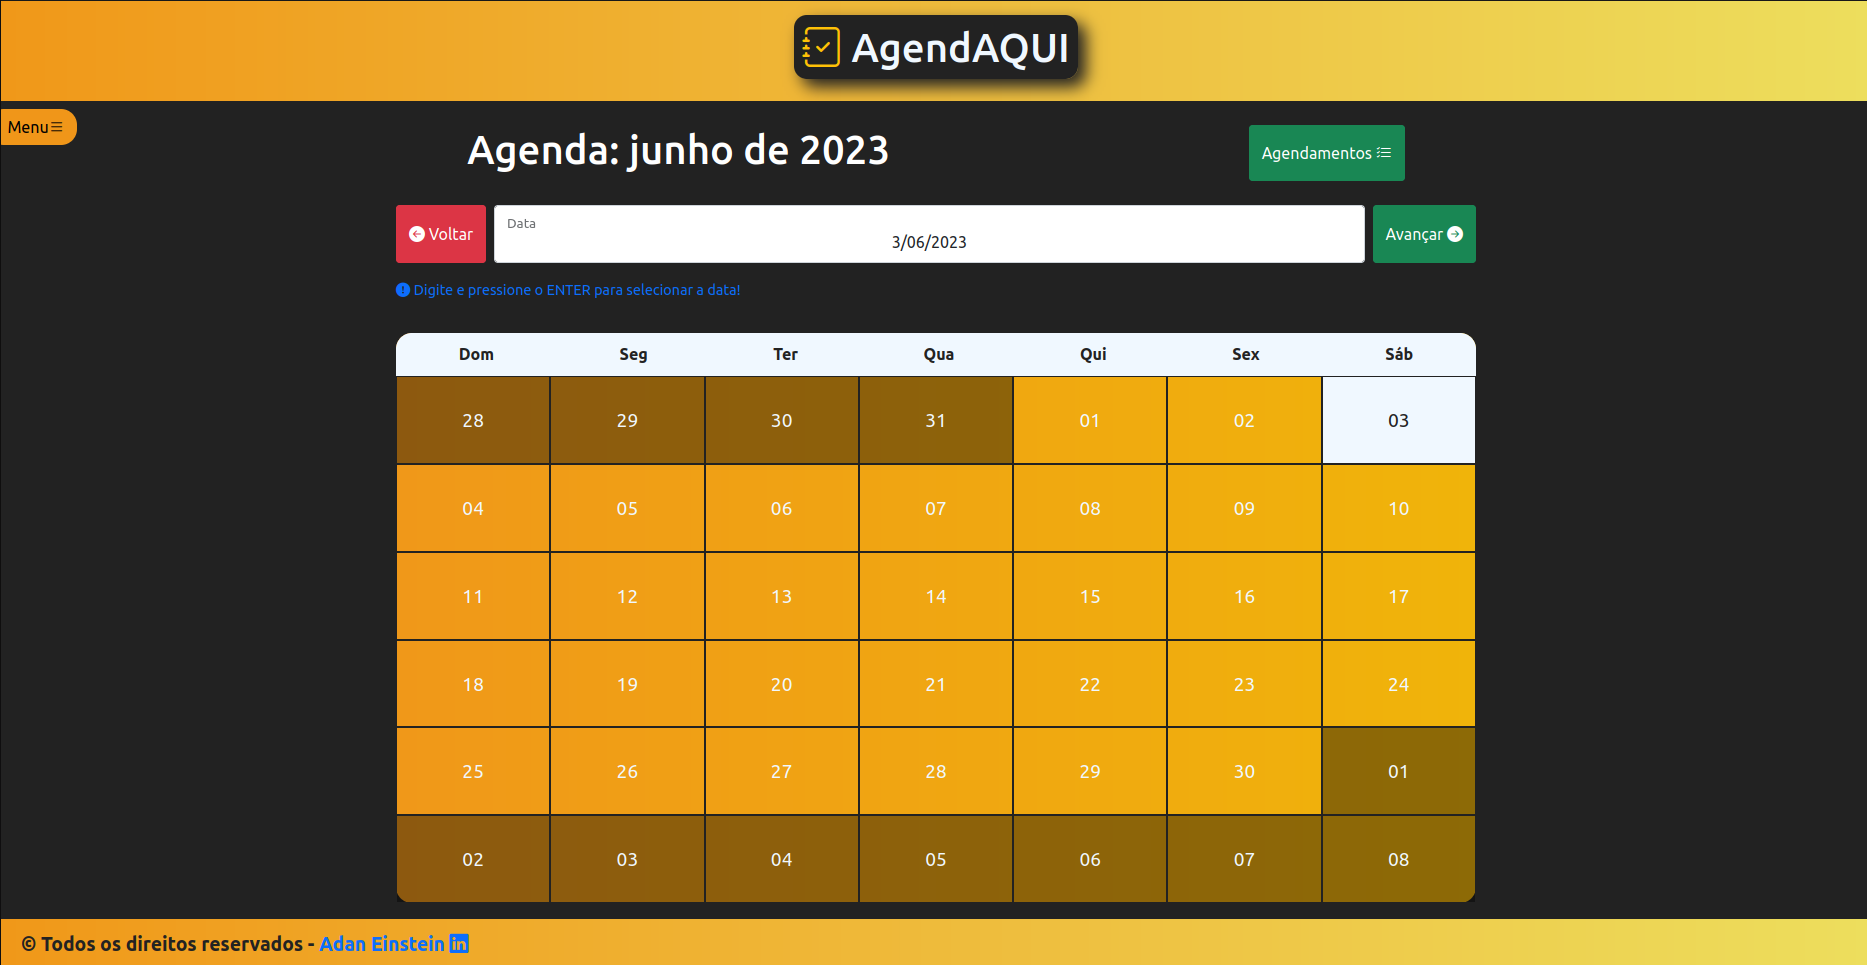 AgendAQUI
Menu
Agenda: junho de 2023
Agendamentos
Voltar
Data
3/06/2023
Avançar
Digite e pressione o ENTER para selecionar a data!
Dom Seg Ter Qua Qui Sex Sáb
28 29 30 31 01 02 03
04 05 06 07 08 09 10
11 12 13 14 15 16 17
18 19 20 21 22 23 24
25 26 27 28 29 30 01
02 03 04 05 06 07 08
© Todos os direitos reservados - Adan Einstein in